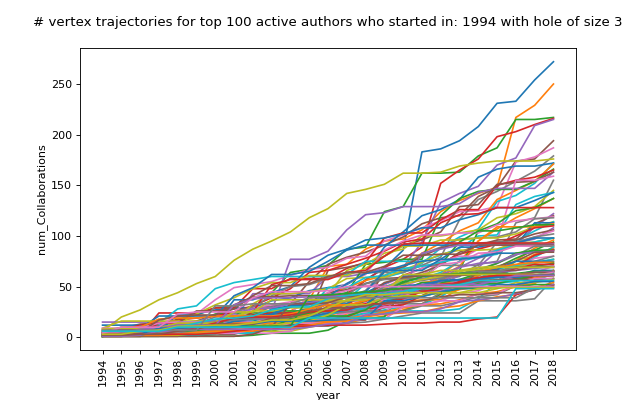 # vertex trajectories for top 100 active authors who started in: 1994 with hole of size 3
num_Collaborations
250
200
150
100
50
0
1994 1995 1996 1997 1998 1999 2000 2001 2002 2003 2004 2005 2006 2007 2008 2009 2010 2011 2012 2013 2014 2015 2016 2017 2018
year